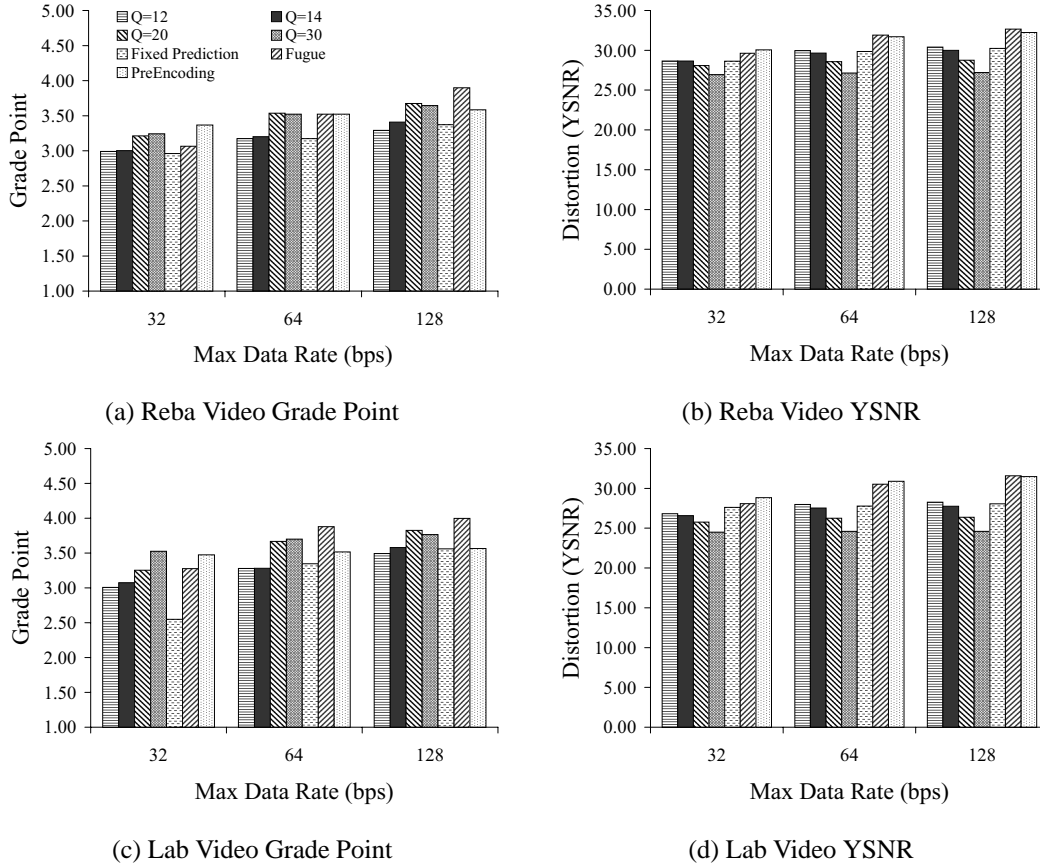 Q=12
Q=14
Q=20
Q=30
Fixed Prediction
Fugue
PreEncoding
5.00
4.50
4.00
3.50
3.00
2.50
2.00
1.50
1.00
Grade Point
32 64 128
Max Data Rate (bps)
(a) Reba Video Grade Point
35.00
30.00
25.00
20.00
15.00
10.00
5.00
0.00
Distortion (YSNR)
32 64 128
Max Data Rate (bps)
(b) Reba Video YSNR
5.00
4.50
4.00
3.50
3.00
2.50
2.00
1.50
1.00
Grade Point
32 64 128
Max Data Rate (bps)
(c) Lab Video Grade Point
35.00
30.00
25.00
20.00
15.00
10.00
5.00
0.00
Distortion (YSNR)
32 64 128
Max Data Rate (bps)
(d) Lab Video YSNR